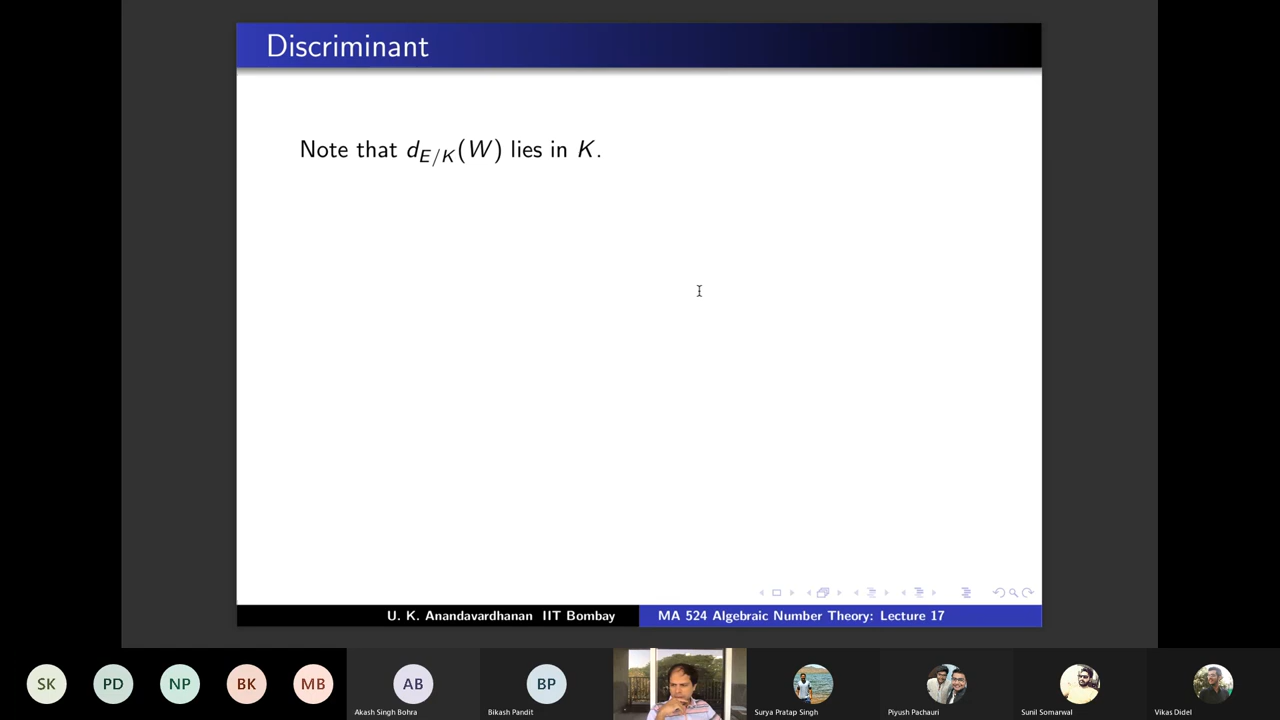 Discriminant
Note that d_{E/K}(W) lies in K.
U. K. Anandavardhanan IIT Bombay
MA 524 Algebraic Number Theory: Lecture 17
SK
PD
NP
BK
MB
AB
Akash Singh Bohra
BP
Bikash Pandit
Surya Pratap Singh
Piyush Pachauri
Sunil Somarwal
Vikas Didel